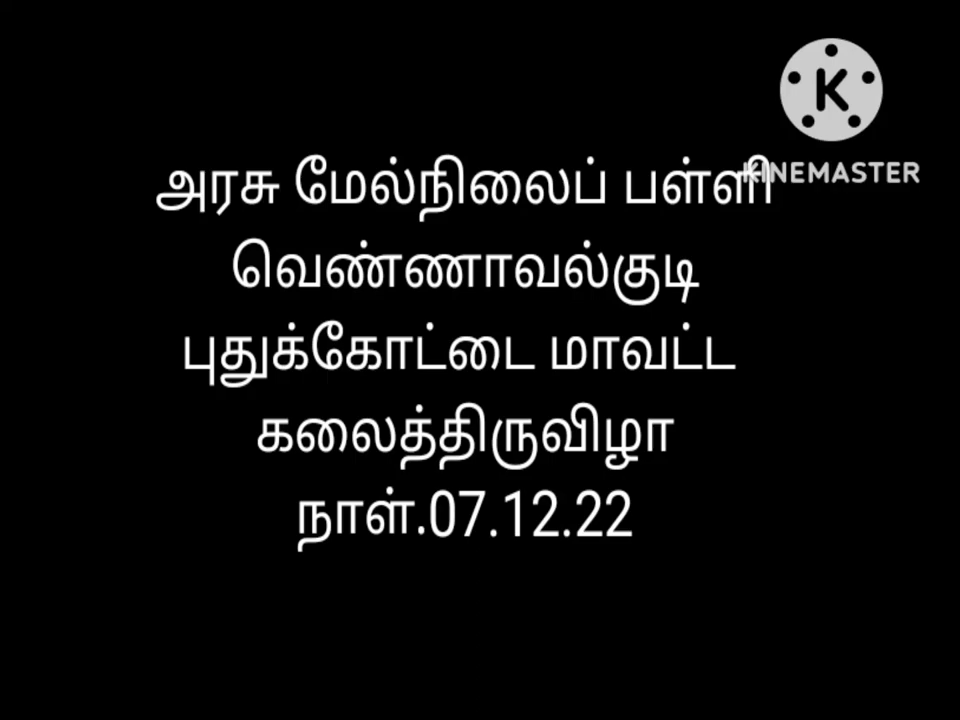 K
KINEMASTER
அரசு மேல்நிலைப் பள்ளி
வெண்ணாவல்குடி
புதுக்கோட்டை மாவட்ட
கலைத்திருவிழா
நாள்.07.12.22